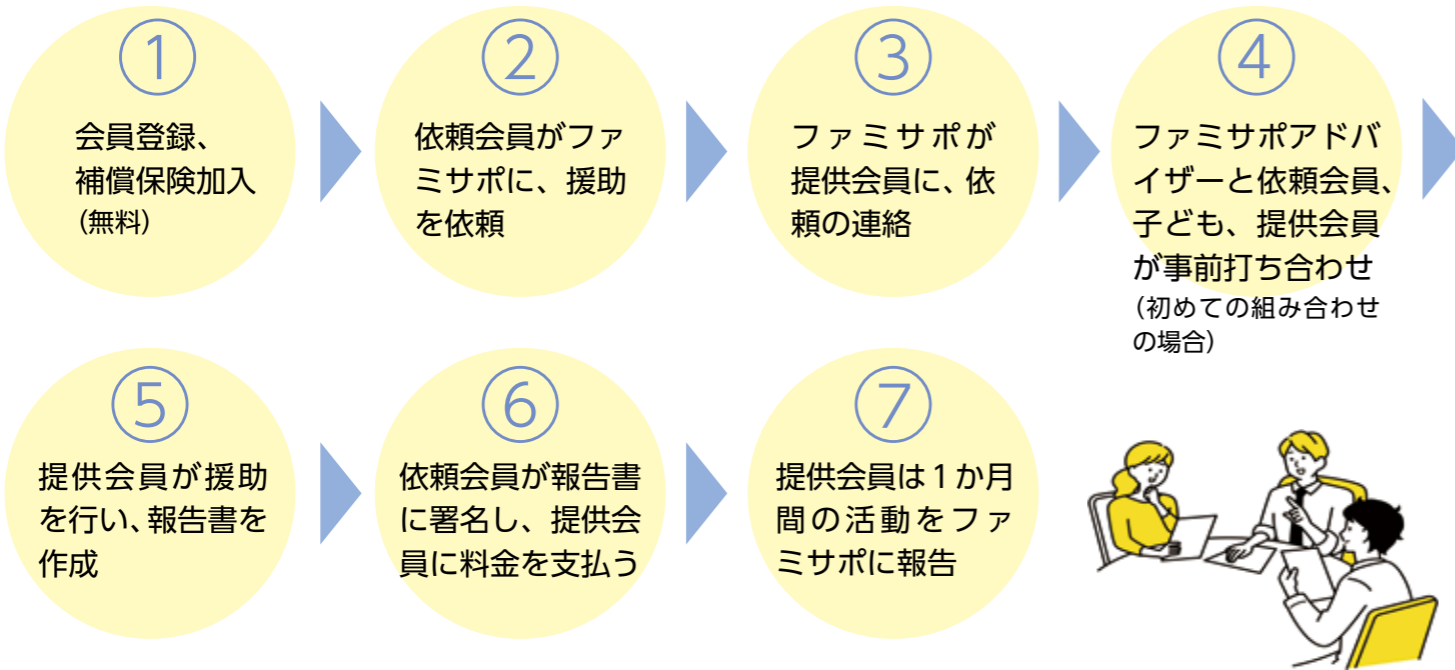 ①
会員登録、
補償保険加入
（無料）
②
依頼会員がファ
ミサポに、援助
を依頼
③
ファミサポが
提供会員に、依
頼の連絡
④
ファミサポアドバ
イザーと依頼会員、
子ども、提供会員
が事前打ち合わせ
（初めての組み合わせ
の場合）
⑤
提供会員が援助
を行い、報告書を
作成
⑥
依頼会員が報告書
に署名し、提供会
員に料金を支払う
⑦
提供会員は１か月
間の活動をファ
ミサポに報告